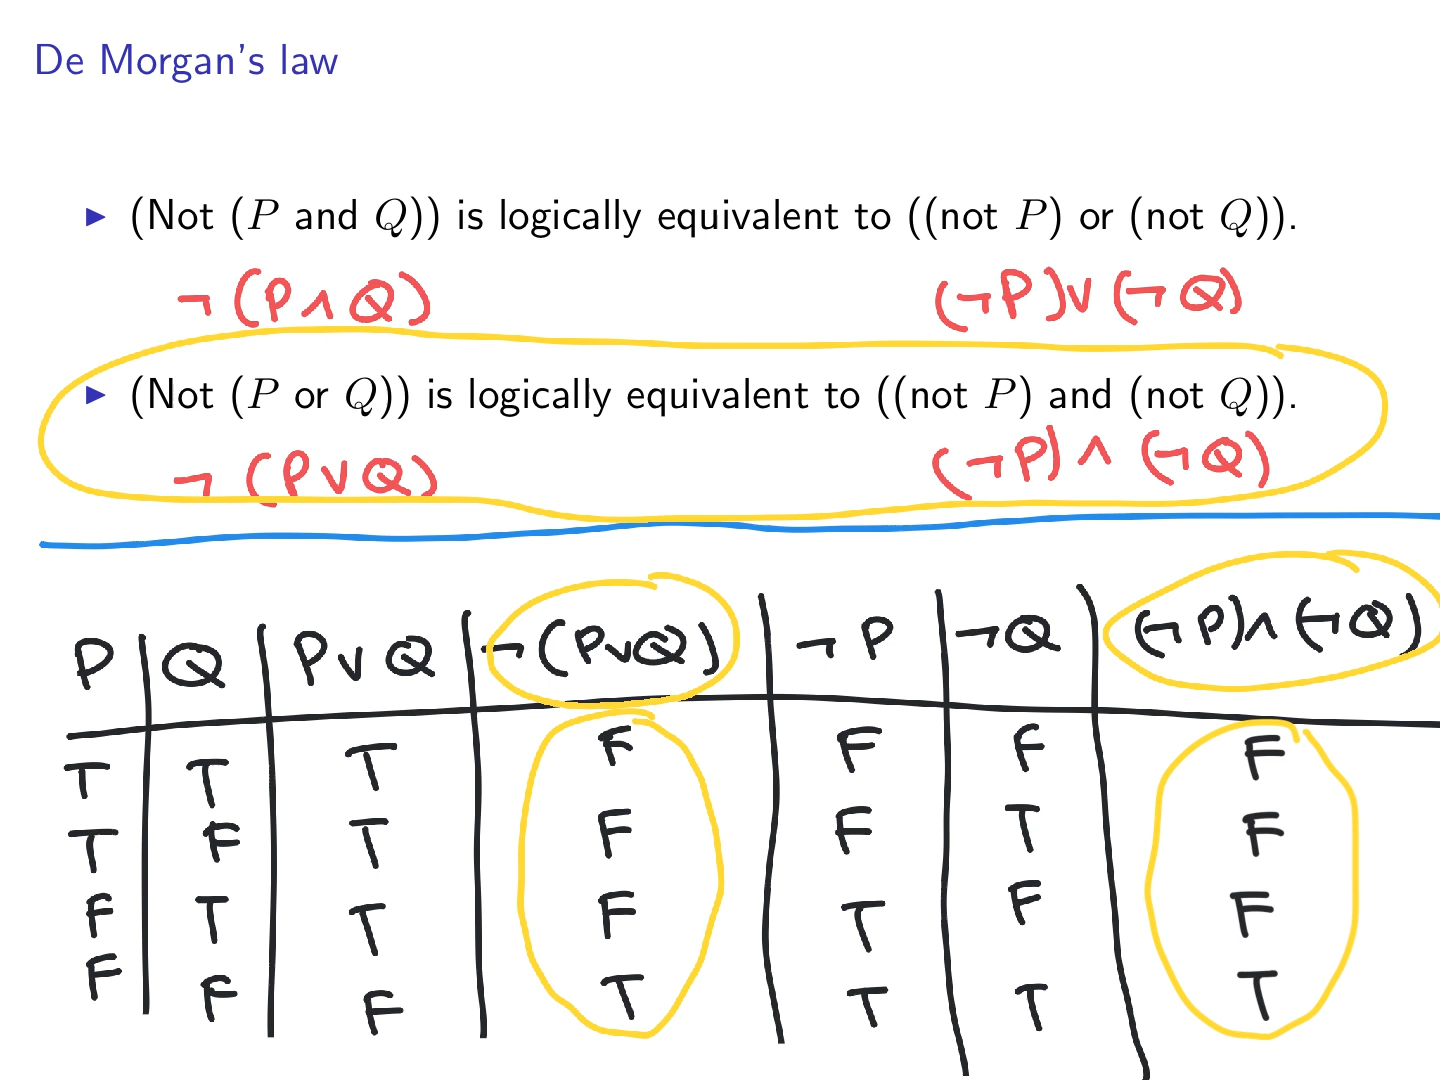 De Morgan's law
▶ (Not (P and Q)) is logically equivalent to ((not P) or (not Q)).
¬(P∧Q) (¬P)∨(¬Q)
▶ (Not (P or Q)) is logically equivalent to ((not P) and (not Q)).
¬(P∨Q) (¬P)∧(¬Q)
P Q P∨Q ¬(P∨Q) ¬P ¬Q (¬P)∧(¬Q)
T T T F F F F
T F T F F T F
F T T F T F F
F F F T T T T